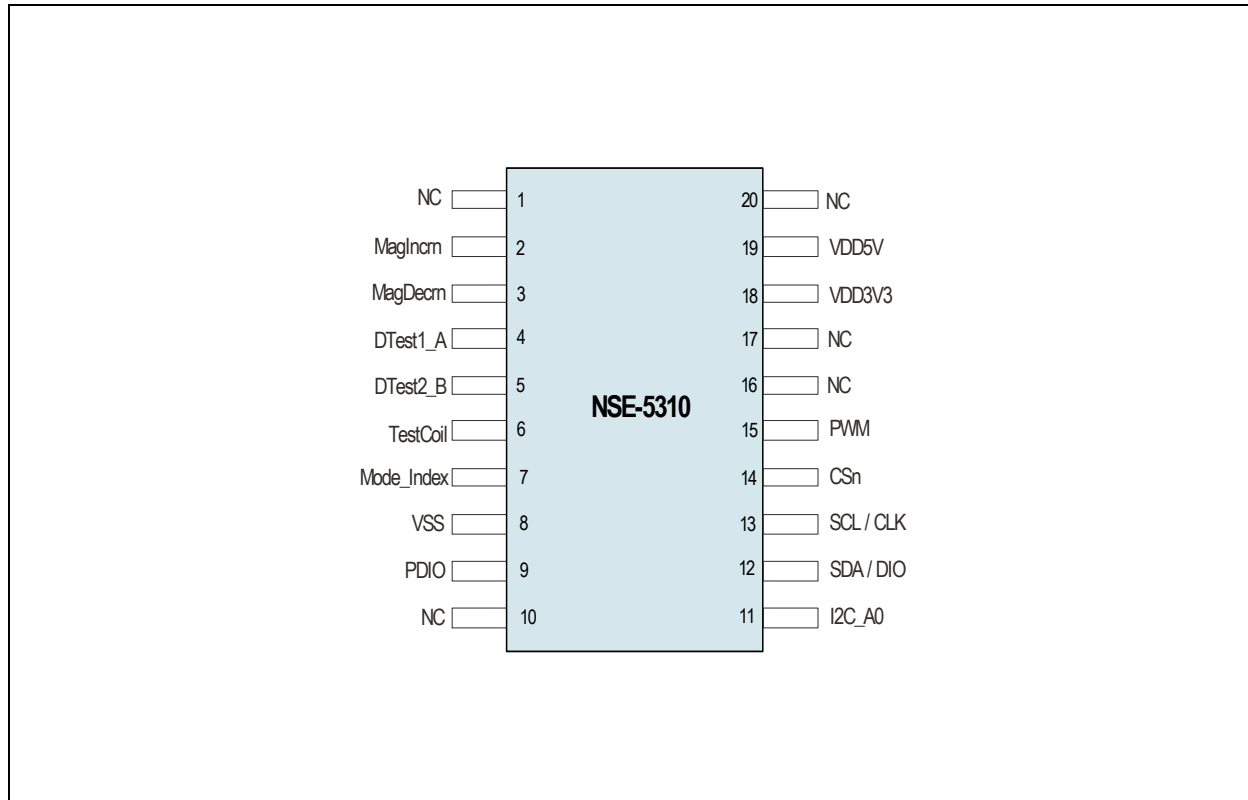 NC 1 20 NC
MagIncrn 2 19 VDD5V
MagDecrn 3 18 VDD3V3
DTest1_A 4 17 NC
DTest2_B 5 16 NC
NSE-5310
TestCoil 6 15 PWM
Mode_Index 7 14 CSn
VSS 8 13 SCL / CLK
PDIO 9 12 SDA / DIO
NC 10 11 I2C_A0